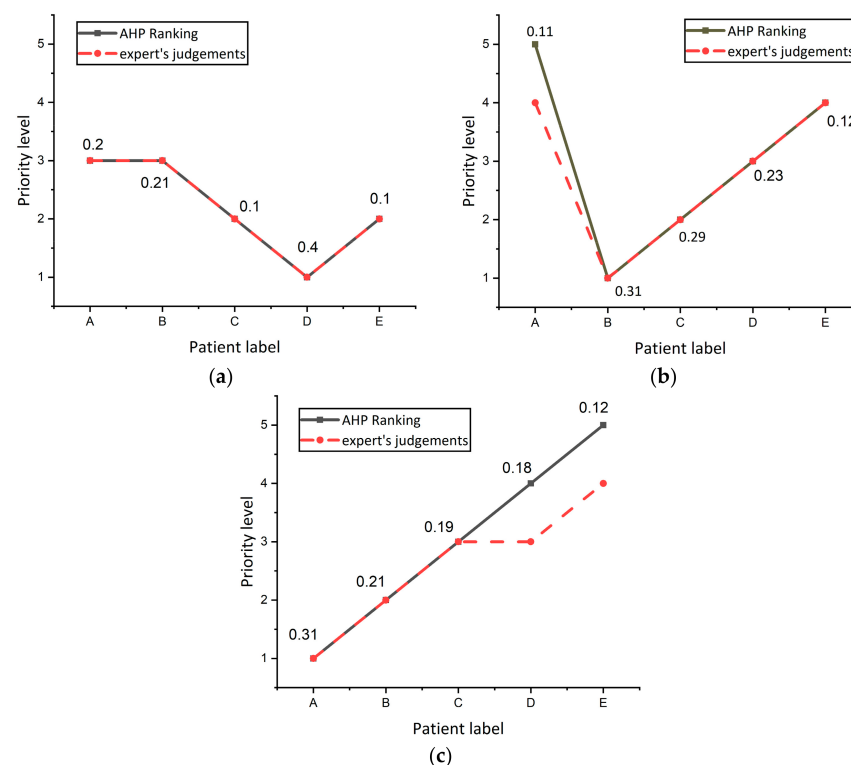 AHP Ranking
expert's judgements
5
4
3
2
1
Priority level
0.2
0.21
0.1
0.4
0.1
A B C D E
Patient label
(a)
AHP Ranking
expert's judgements
5
4
3
2
1
Priority level
0.11
0.31
0.29
0.23
0.12
A B C D E
Patient label
(b)
AHP Ranking
expert's judgements
5
4
3
2
1
Priority level
0.31
0.21
0.19
0.18
0.12
A B C D E
Patient label
(c)